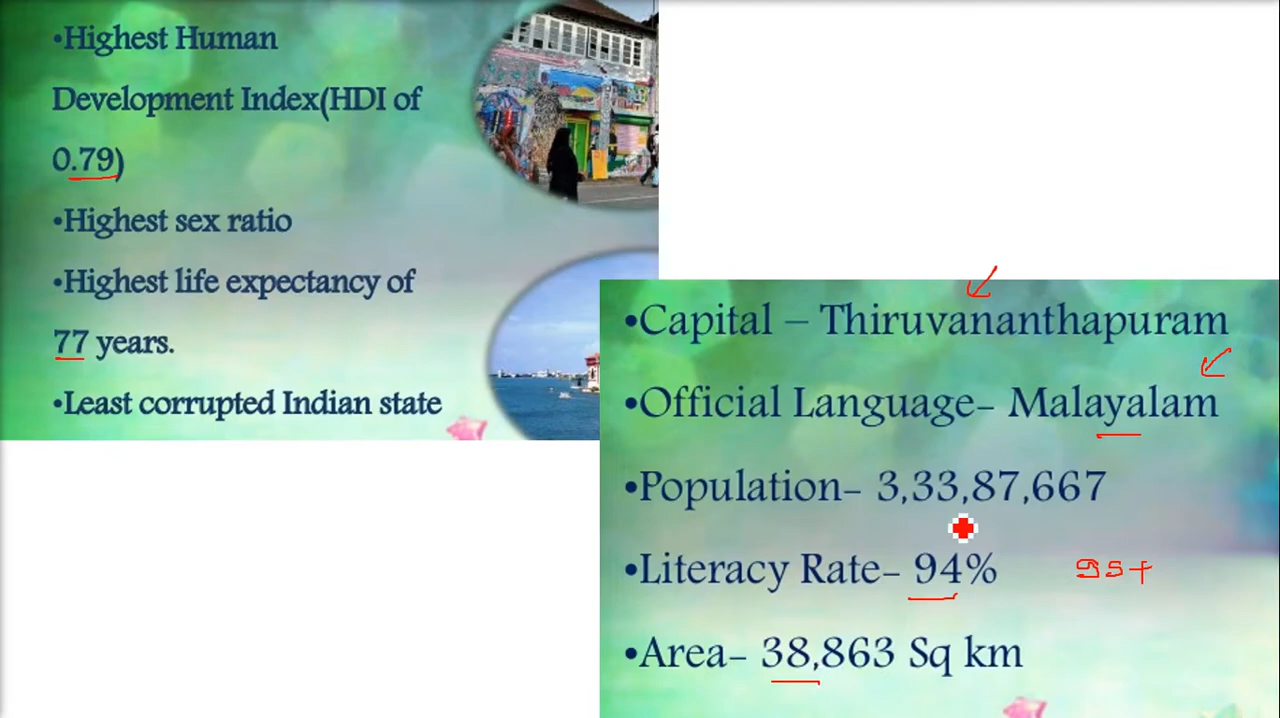 •Highest Human
Development Index(HDI of
0.79)
•Highest sex ratio
•Highest life expectancy of
77 years.
•Least corrupted Indian state
•Capital – Thiruvananthapuram
•Official Language- Malayalam
•Population- 3,33,87,667
•Literacy Rate- 94% 95+
•Area- 38,863 Sq km